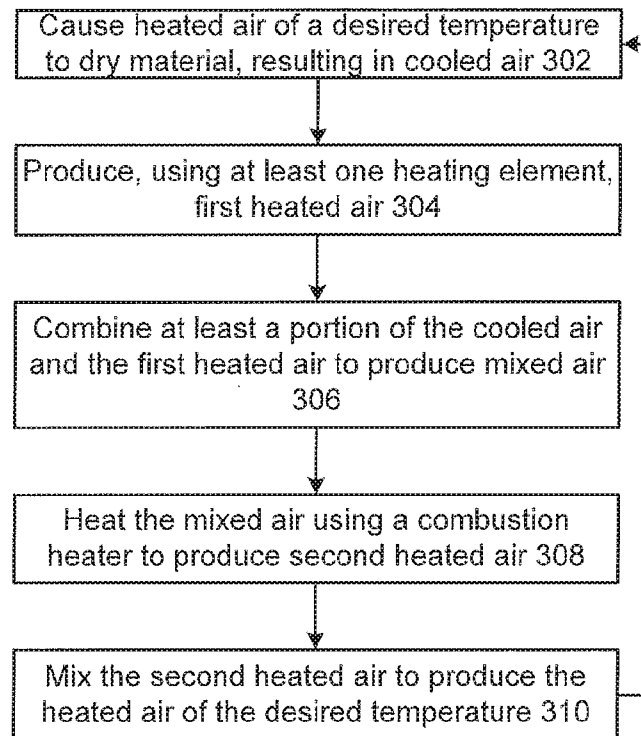 Cause heated air of a desired temperature
to dry material, resulting in cooled air 302
Produce, using at least one heating element,
first heated air 304
Combine at least a portion of the cooled air
and the first heated air to produce mixed air
306
Heat the mixed air using a combustion
heater to produce second heated air 308
Mix the second heated air to produce the
heated air of the desired temperature 310